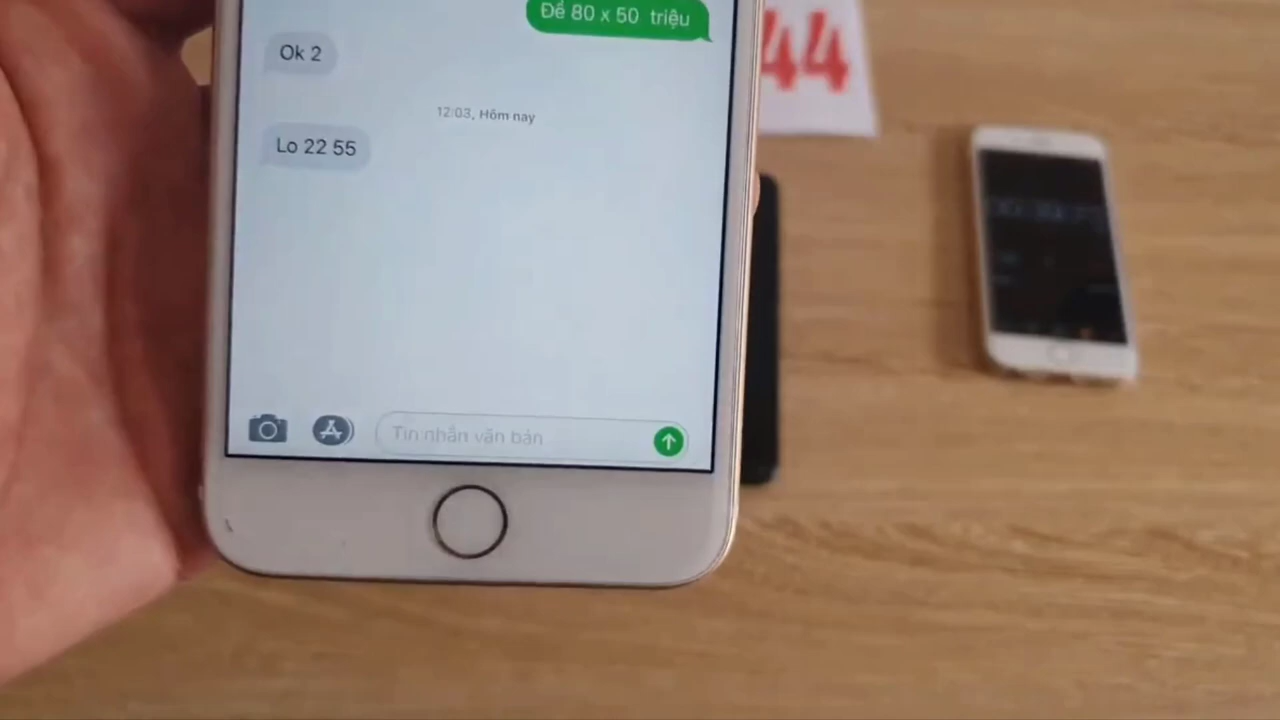 Đề 80 x 50 triệu
44
Ok 2
12:03, Hôm nay
Lo 22 55
Tin nhắn văn bản